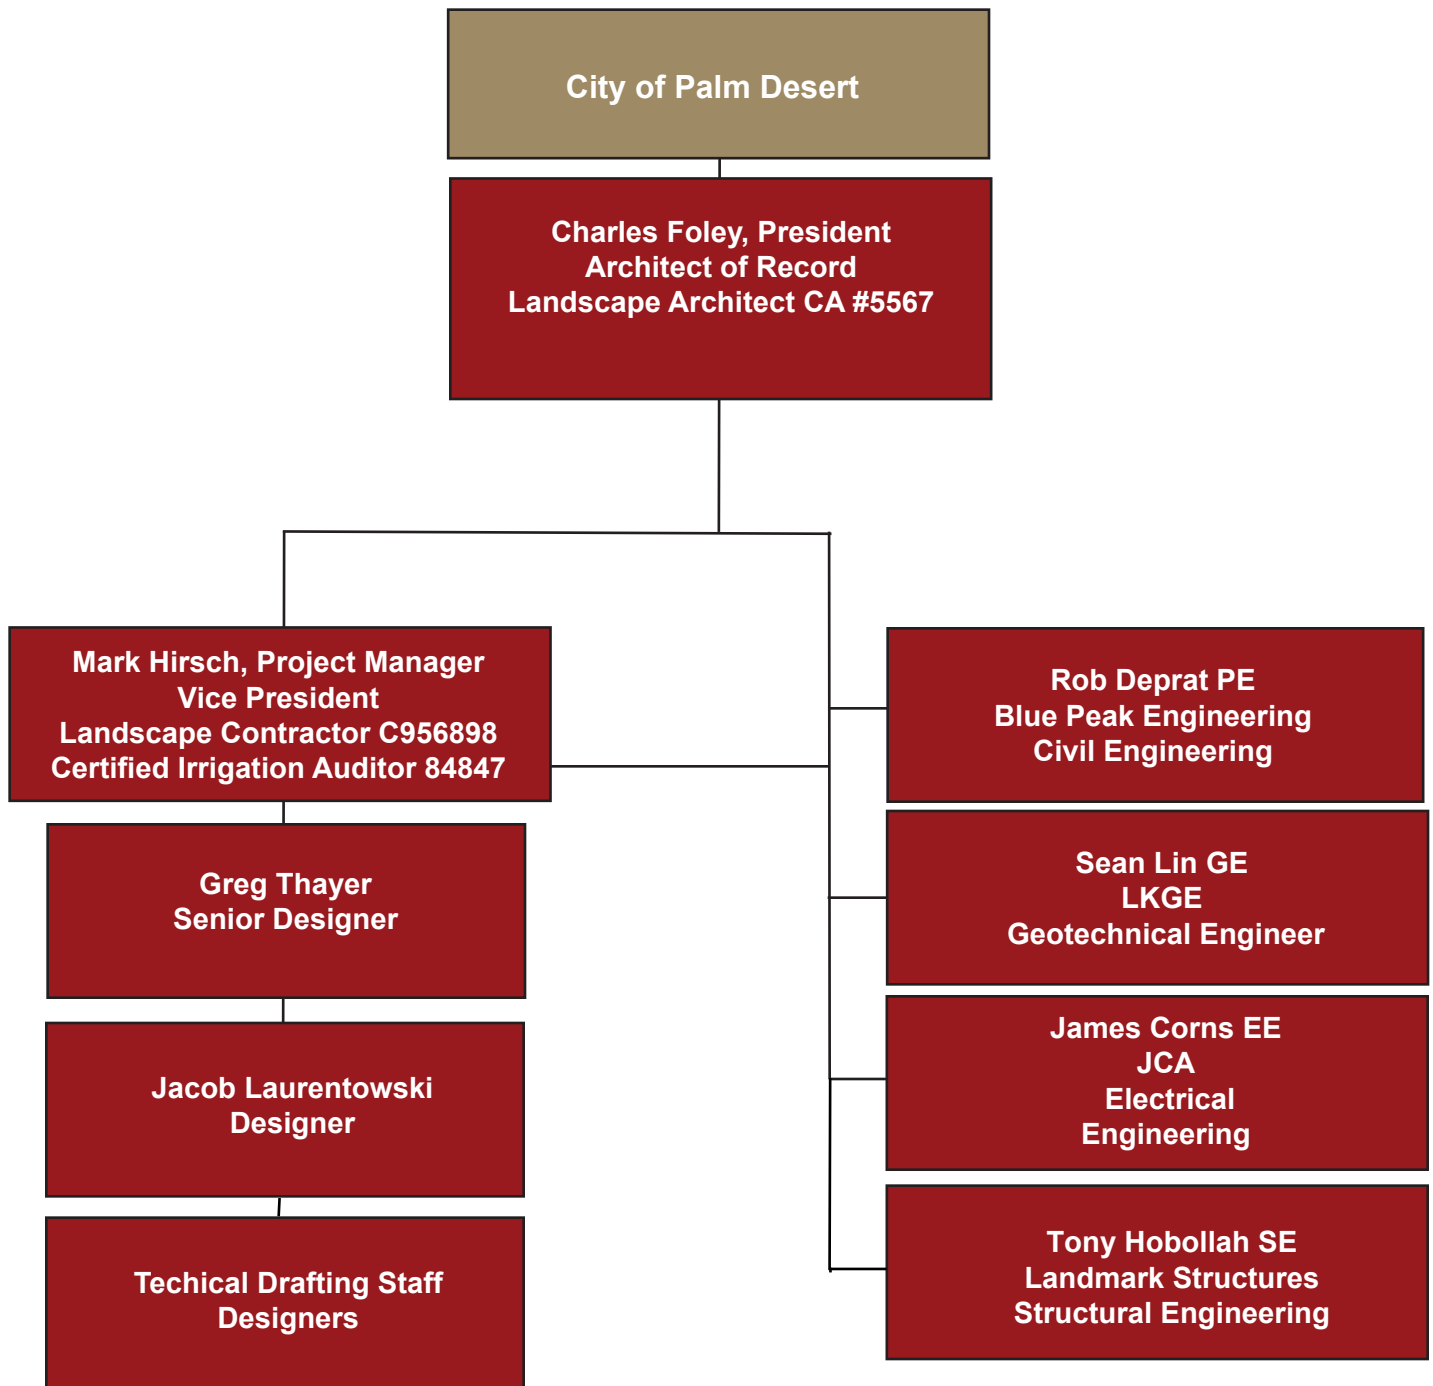 City of Palm Desert
Charles Foley, President
Architect of Record
Landscape Architect CA #5567
Mark Hirsch, Project Manager
Vice President
Landscape Contractor C956898
Certified Irrigation Auditor 84847
Greg Thayer
Senior Designer
Jacob Laurentowski
Designer
Techical Drafting Staff
Designers
Rob Deprat PE
Blue Peak Engineering
Civil Engineering
Sean Lin GE
LKGE
Geotechnical Engineer
James Corns EE
JCA
Electrical
Engineering
Tony Hobollah SE
Landmark Structures
Structural Engineering